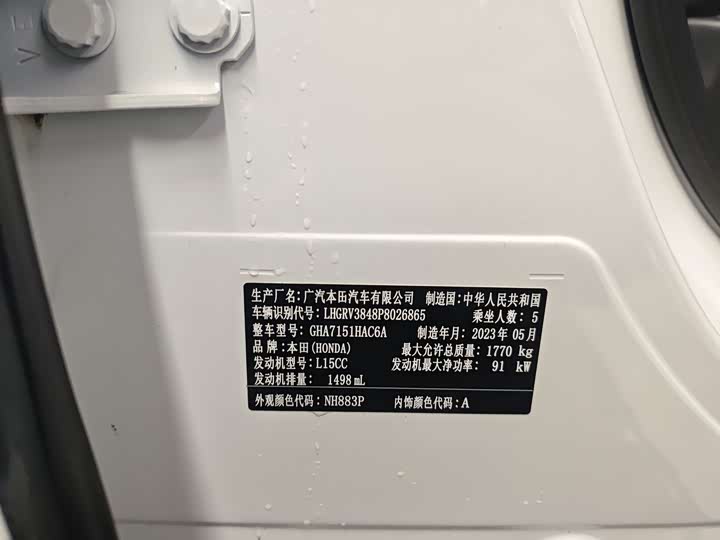 VE
生产厂名:广汽本田汽车有限公司 制造国:中华人民共和国
车辆识别代号: LHGRV3848P8026865 乘坐人数: 5
整车型号: GHA7151HAC6A 制造年月: 2023年05月
品牌:本田(HONDA) 最大允许总质量: 1770 kg
发动机型号: L15CC 发动机最大净功率: 91 kW
发动机排量: 1498 mL
外观颜色代码: NH883P 内饰颜色代码: A